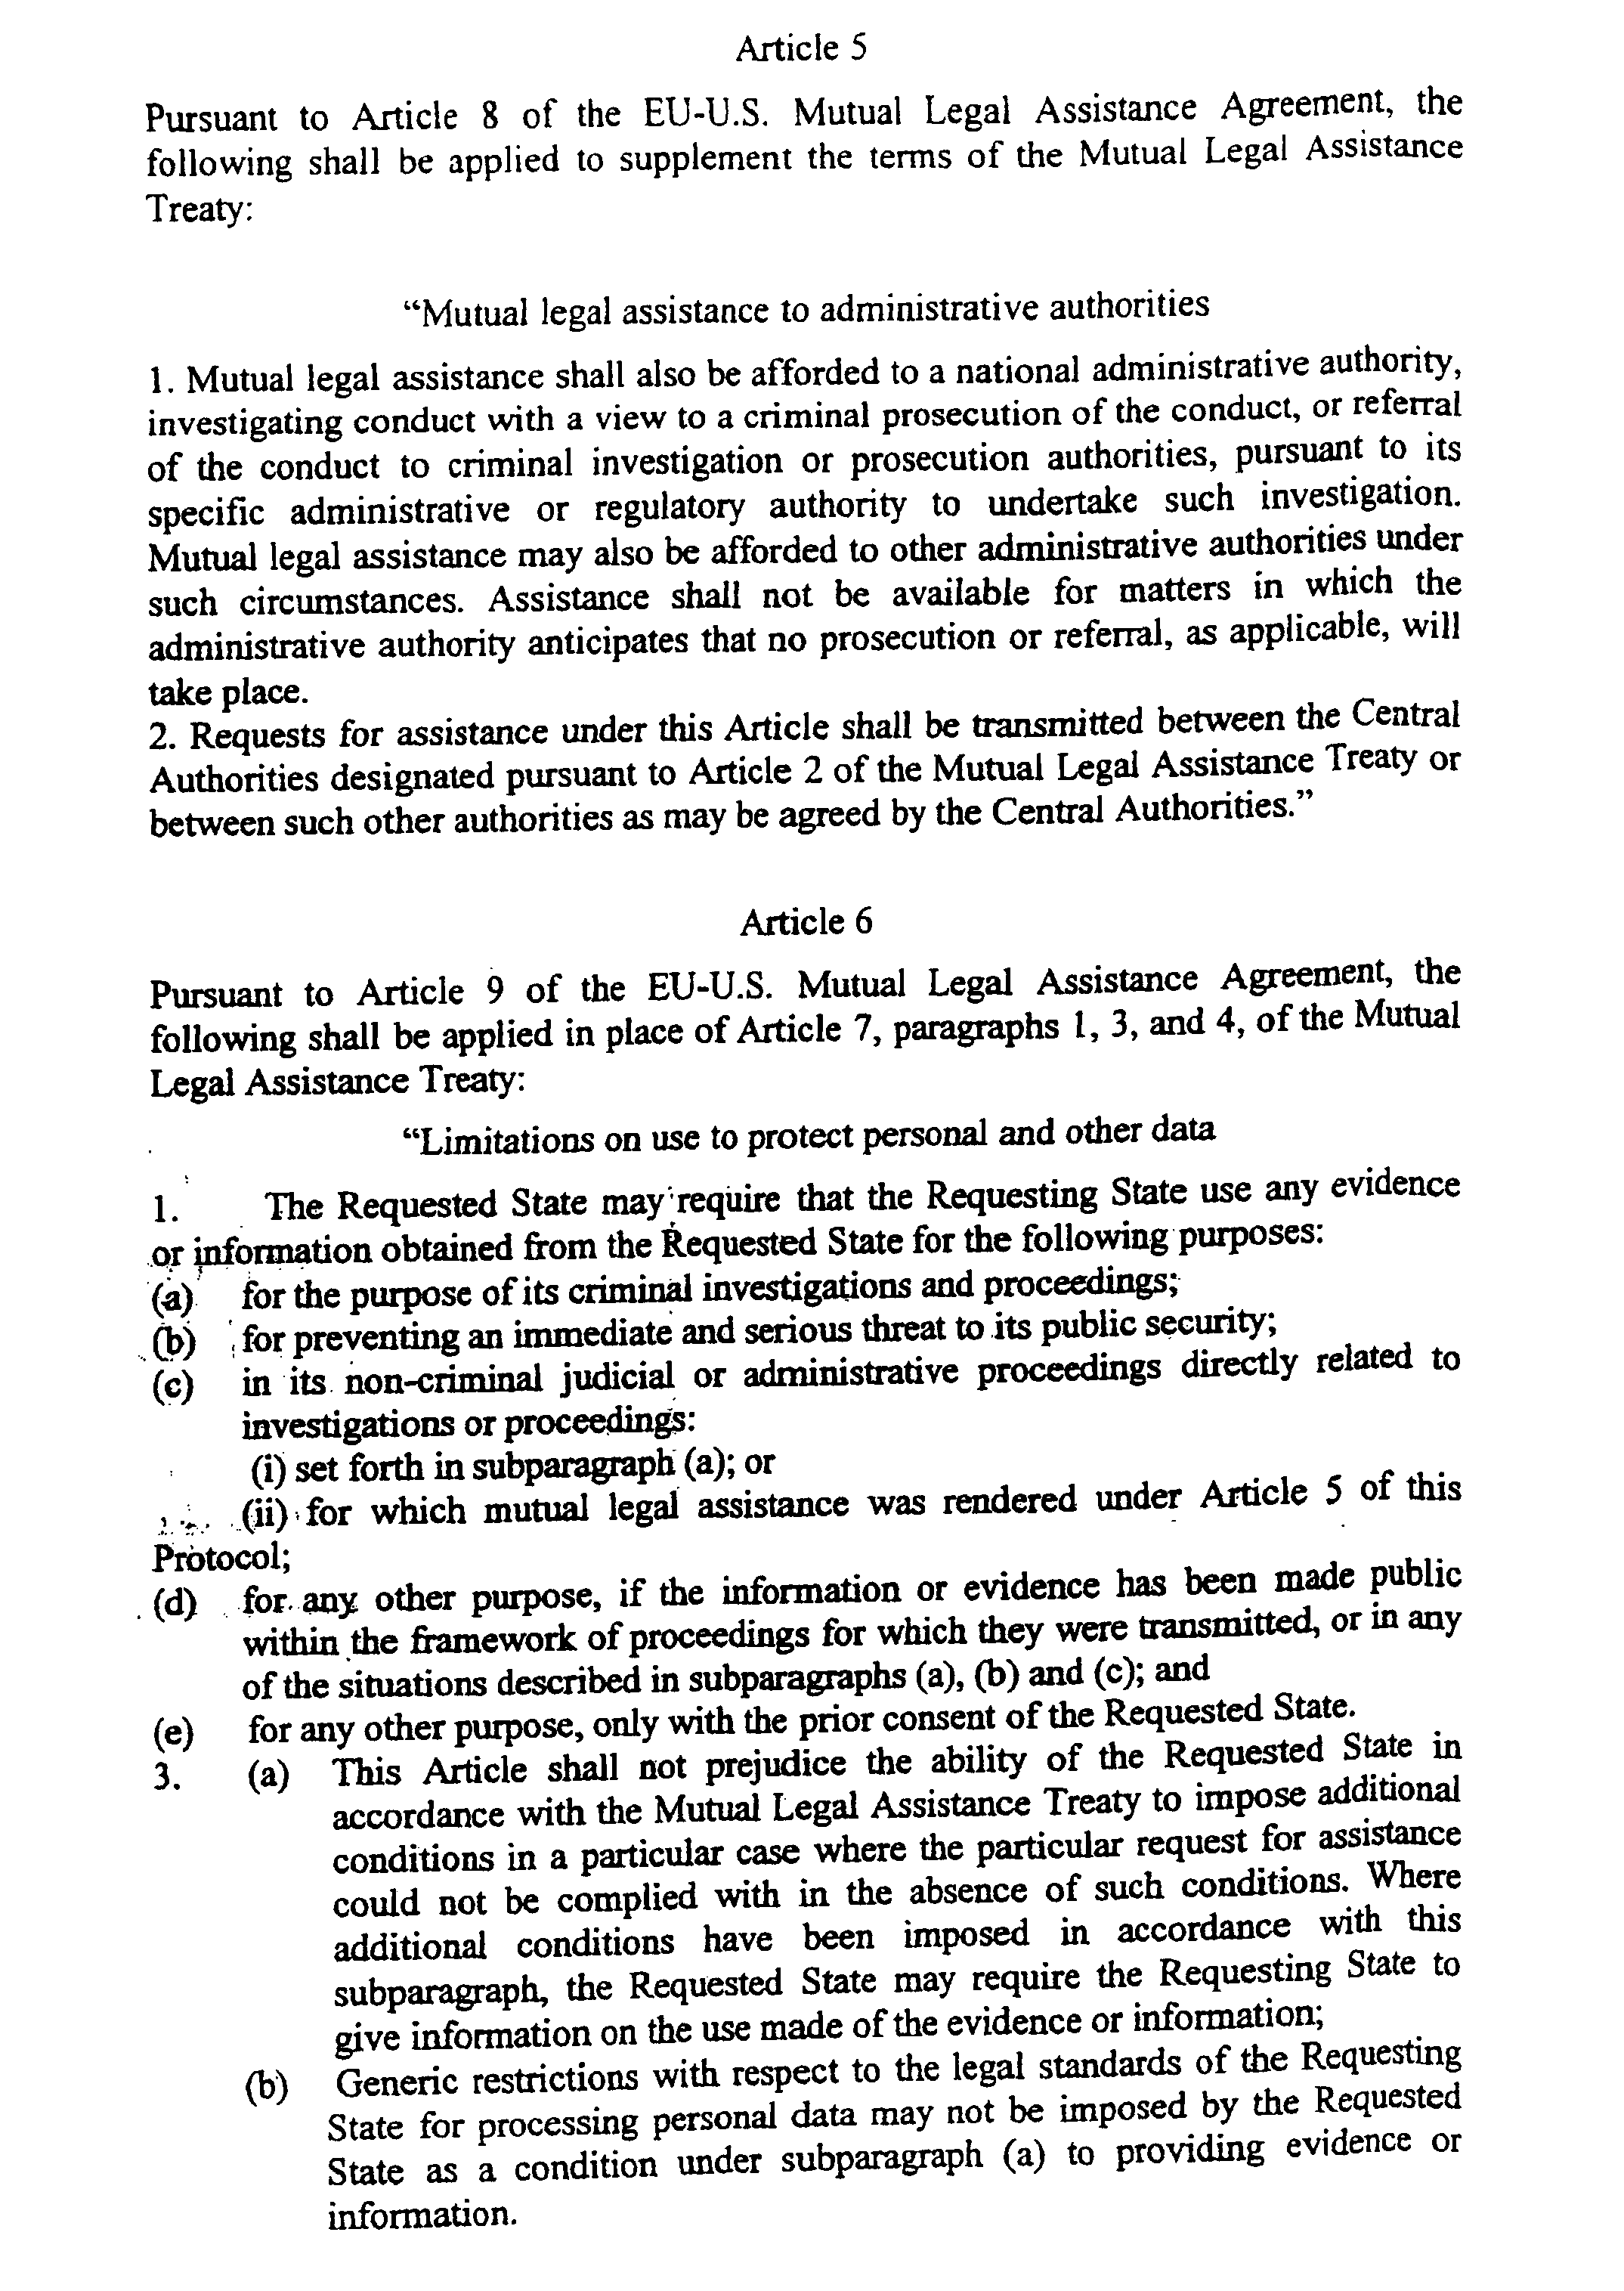 Article 5
Pursuant to Article 8 of the EU-U.S. Mutual Legal Assistance Agreement, the
following shall be applied to supplement the terms of the Mutual Legal Assistance
Treaty:
“Mutual legal assistance to administrative authorities
1. Mutual legal assistance shall also be afforded to a national administrative authority,
investigating conduct with a view to a criminal prosecution of the conduct, or referral
of the conduct to criminal investigation or prosecution authorities, pursuant to its
specific administrative or regulatory authority to undertake such investigation.
Mutual legal assistance may also be afforded to other administrative authorities under
such circumstances. Assistance shall not be available for matters in which the
administrative authority anticipates that no prosecution or referral, as applicable, will
take place.
2. Requests for assistance under this Article shall be transmitted between the Central
Authorities designated pursuant to Article 2 of the Mutual Legal Assistance Treaty or
between such other authorities as may be agreed by the Central Authorities.”
Article 6
Pursuant to Article 9 of the EU-U.S. Mutual Legal Assistance Agreement, the
following shall be applied in place of Article 7, paragraphs 1, 3, and 4, of the Mutual
Legal Assistance Treaty:
“Limitations on use to protect personal and other data
1. The Requested State may require that the Requesting State use any evidence
or information obtained from the Requested State for the following purposes:
(a) for the purpose of its criminal investigations and proceedings;
(b) for preventing an immediate and serious threat to its public security;
(c) in its non-criminal judicial or administrative proceedings directly related to
investigations or proceedings:
(i) set forth in subparagraph (a); or
(ii) for which mutual legal assistance was rendered under Article 5 of this
Protocol;
(d) for any other purpose, if the information or evidence has been made public
within the framework of proceedings for which they were transmitted, or in any
of the situations described in subparagraphs (a), (b) and (c); and
(e) for any other purpose, only with the prior consent of the Requested State.
3. (a) This Article shall not prejudice the ability of the Requested State in
accordance with the Mutual Legal Assistance Treaty to impose additional
conditions in a particular case where the particular request for assistance
could not be complied with in the absence of such conditions. Where
additional conditions have been imposed in accordance with this
subparagraph, the Requested State may require the Requesting State to
give information on the use made of the evidence or information;
(b) Generic restrictions with respect to the legal standards of the Requesting
State for processing personal data may not be imposed by the Requested
State as a condition under subparagraph (a) to providing evidence or
information.